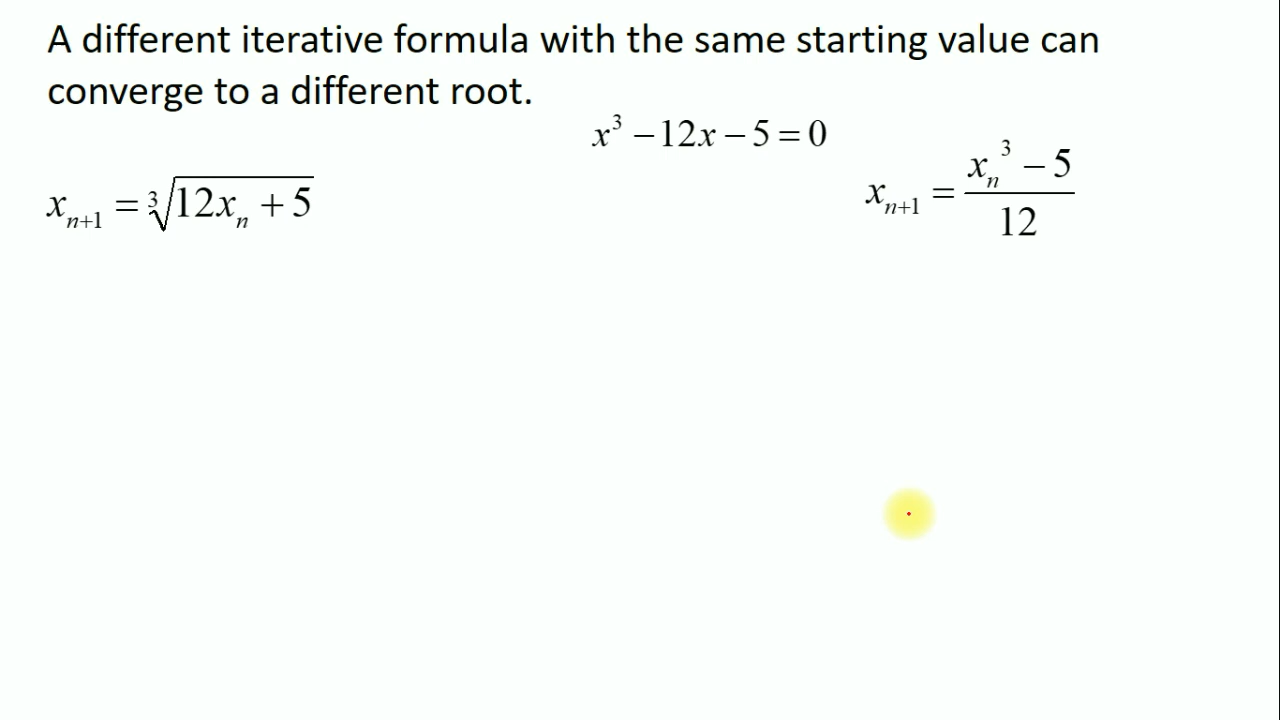 A different iterative formula with the same starting value can
converge to a different root.
x³ − 12x − 5 = 0
xₙ₊₁ = ∛(12xₙ + 5)
xₙ₊₁ = (xₙ³ − 5)/12